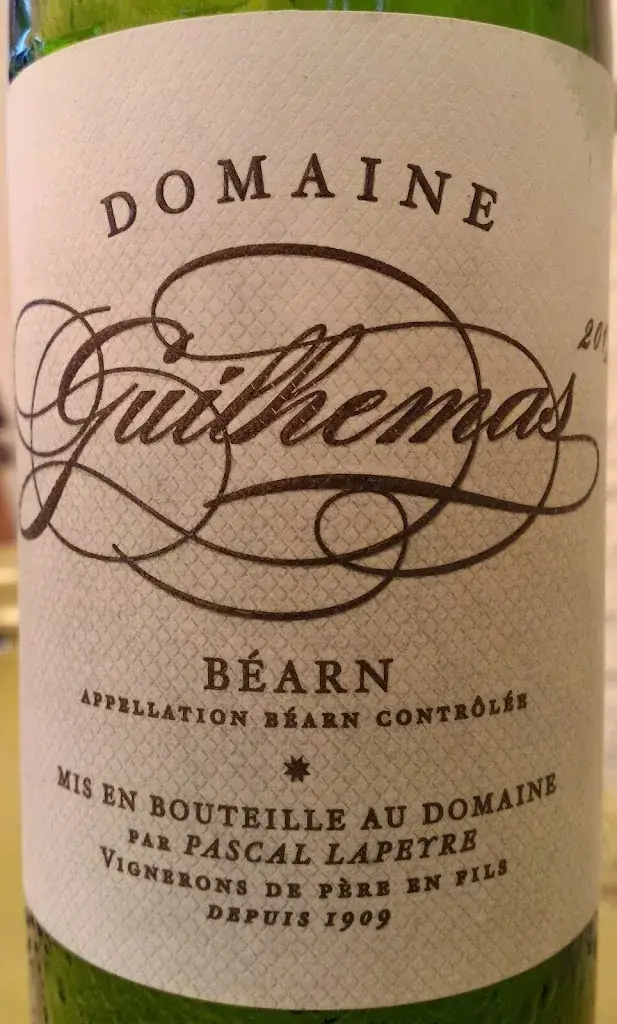 DOMAINE
Guilhemas
BÉARN
APPELLATION BÉARN CONTRÔLÉE
MIS EN BOUTEILLE AU DOMAINE
PAR PASCAL LAPEYRE
VIGNERONS DE PÈRE EN FILS
DEPUIS 1909